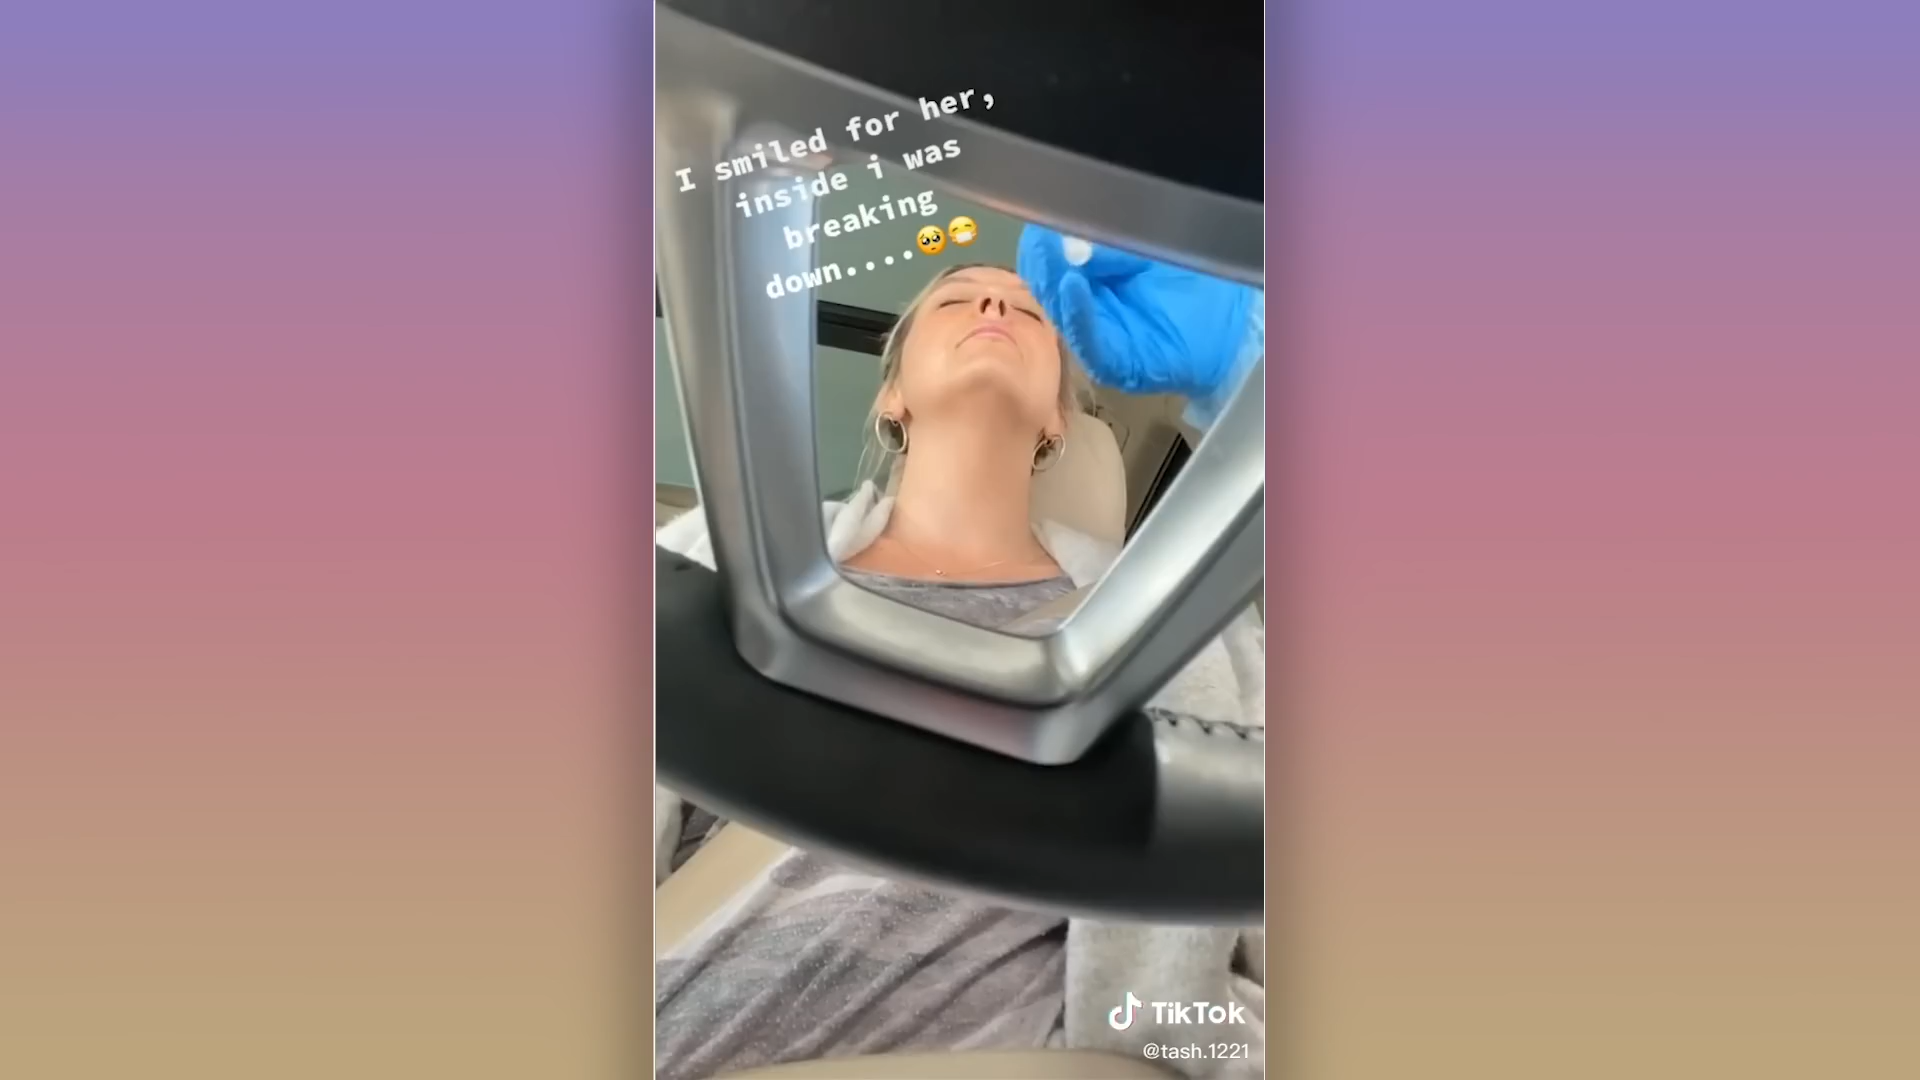 I smiled for her,
inside i was
breaking
down....🥺😷
TikTok
@tash.1221